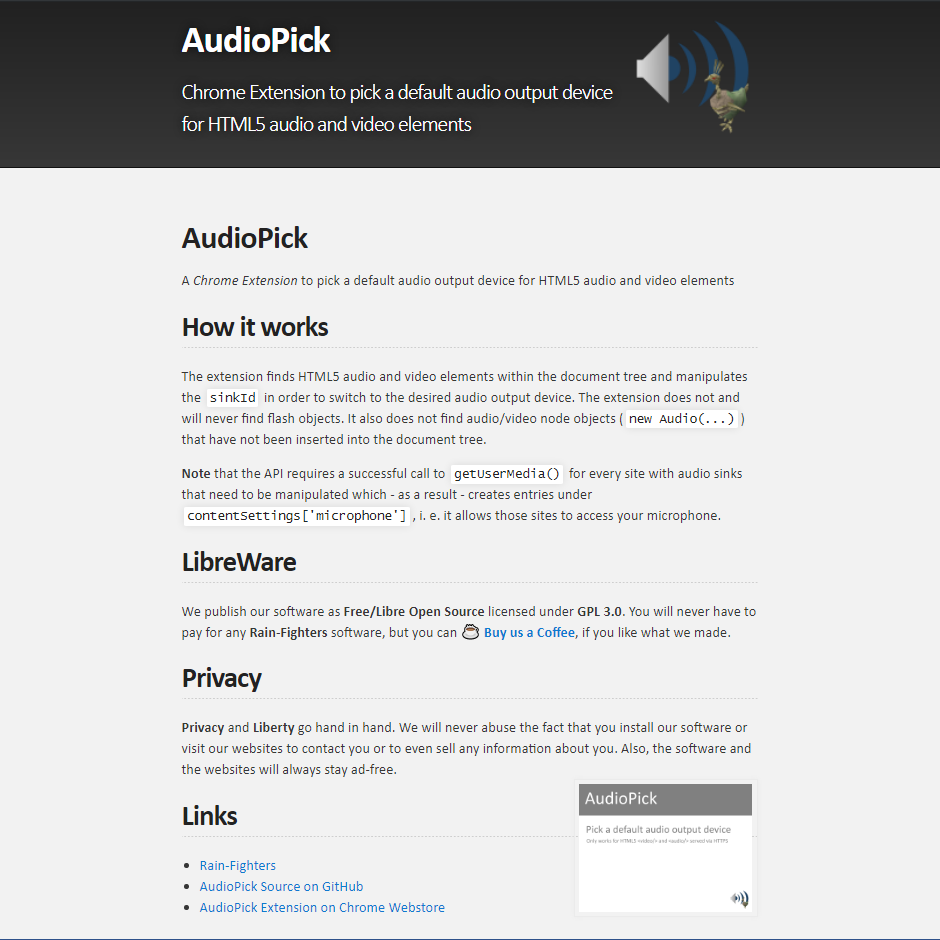 AudioPick
Chrome Extension to pick a default audio output device
for HTML5 audio and video elements
AudioPick
A Chrome Extension to pick a default audio output device for HTML5 audio and video elements
How it works
The extension finds HTML5 audio and video elements within the document tree and manipulates
the sinkId in order to switch to the desired audio output device. The extension does not and
will never find flash objects. It also does not find audio/video node objects ( new Audio(...) )
that have not been inserted into the document tree.
Note that the API requires a successful call to getUserMedia() for every site with audio sinks
that need to be manipulated which - as a result - creates entries under
contentSettings['microphone'] , i. e. it allows those sites to access your microphone.
LibreWare
We publish our software as Free/Libre Open Source licensed under GPL 3.0. You will never have to
pay for any Rain-Fighters software, but you can Buy us a Coffee, if you like what we made.
Privacy
Privacy and Liberty go hand in hand. We will never abuse the fact that you install our software or
visit our websites to contact you or to even sell any information about you. Also, the software and
the websites will always stay ad-free.
Links
Rain-Fighters
AudioPick Source on GitHub
AudioPick Extension on Chrome Webstore
AudioPick
Pick a default audio output device
Only works for HTML5 <video/> and <audio/> served via HTTPS